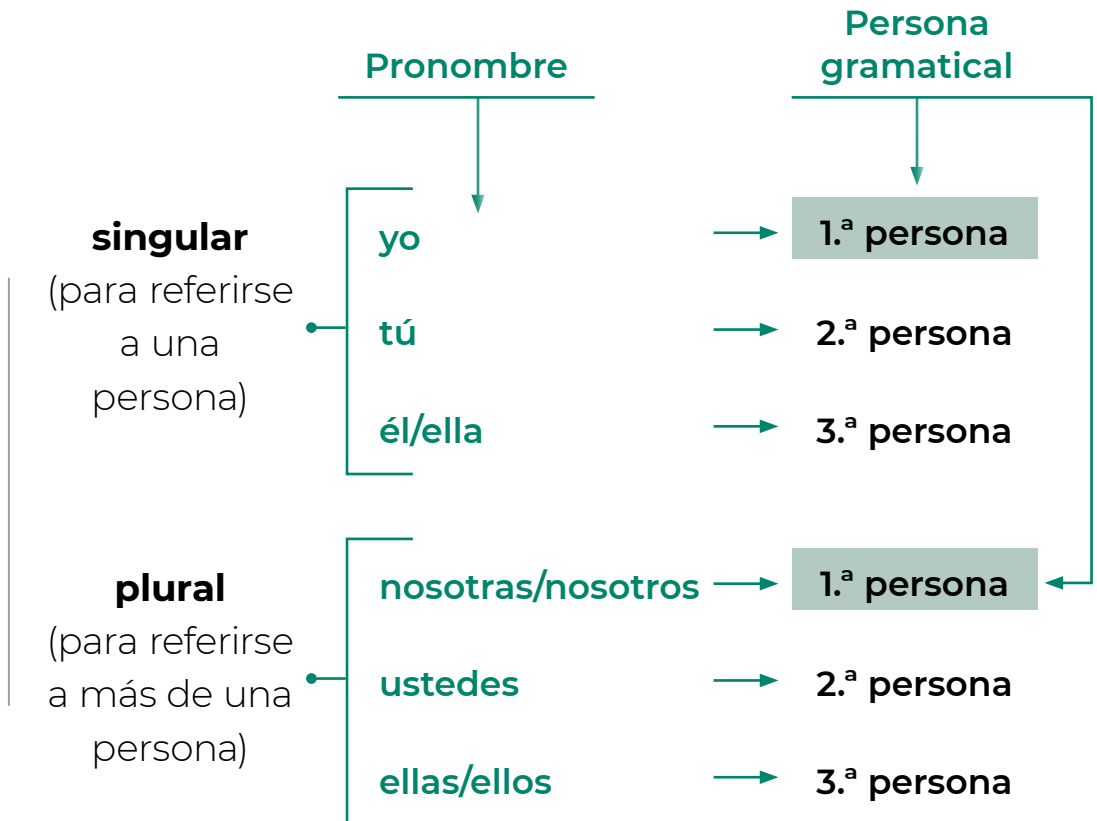 Persona
Pronombre gramatical
singular
(para referirse
a una
persona)
yo 1.ª persona
tú 2.ª persona
él/ella 3.ª persona
plural
(para referirse
a más de una
persona)
nosotras/nosotros 1.ª persona
ustedes 2.ª persona
ellas/ellos 3.ª persona